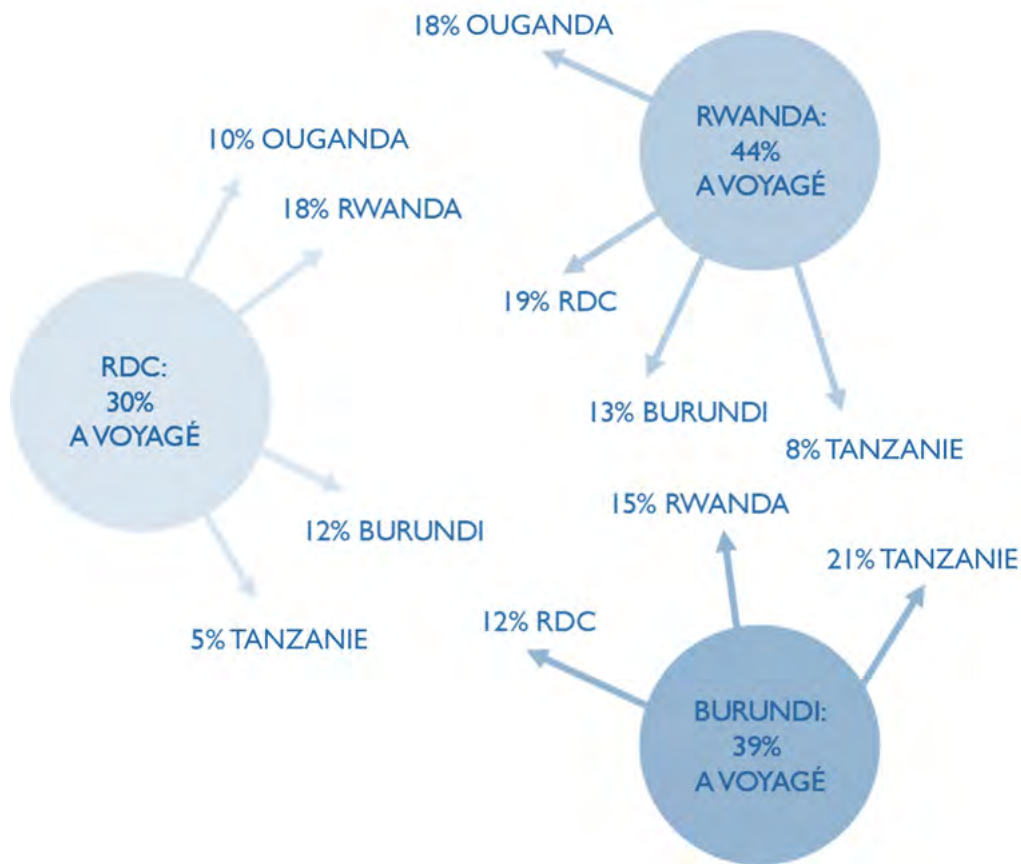 18% OUGANDA
RWANDA:
44%
A VOYAGÉ
10% OUGANDA
18% RWANDA
19% RDC
RDC:
30%
A VOYAGÉ
13% BURUNDI
8% TANZANIE
15% RWANDA
12% BURUNDI
21% TANZANIE
5% TANZANIE
12% RDC
BURUNDI:
39%
A VOYAGÉ